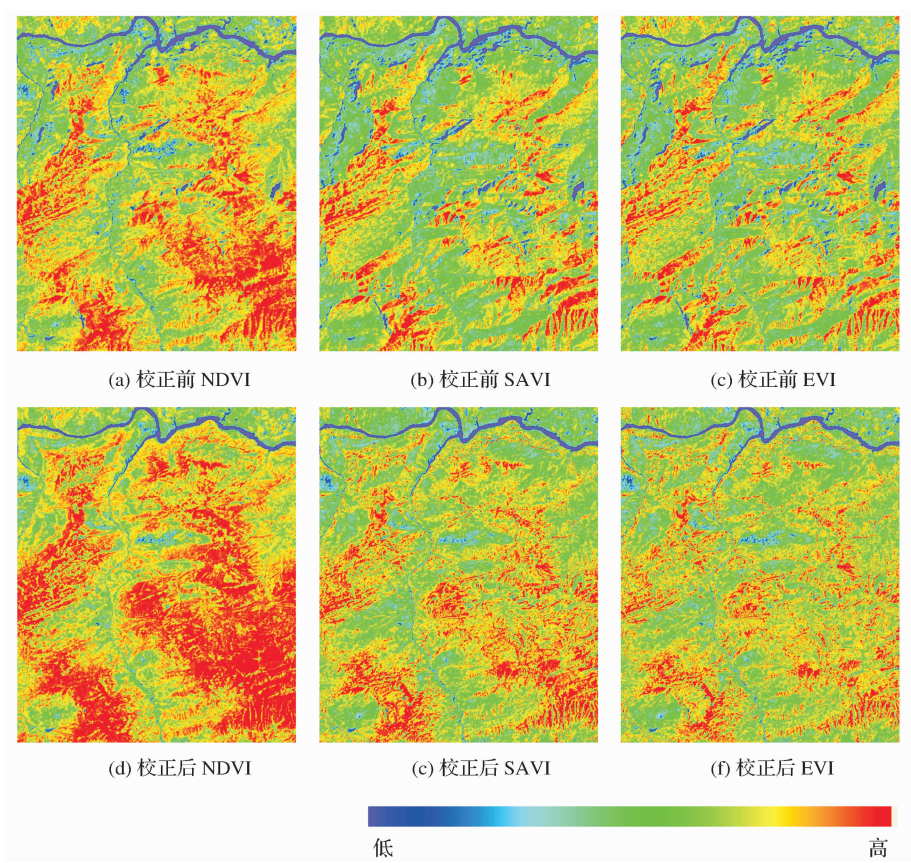 (a) 校正前 NDVI
(b) 校正前 SAVI
(c) 校正前 EVI
(d) 校正后 NDVI
(c) 校正后 SAVI
(f) 校正后 EVI
低
高